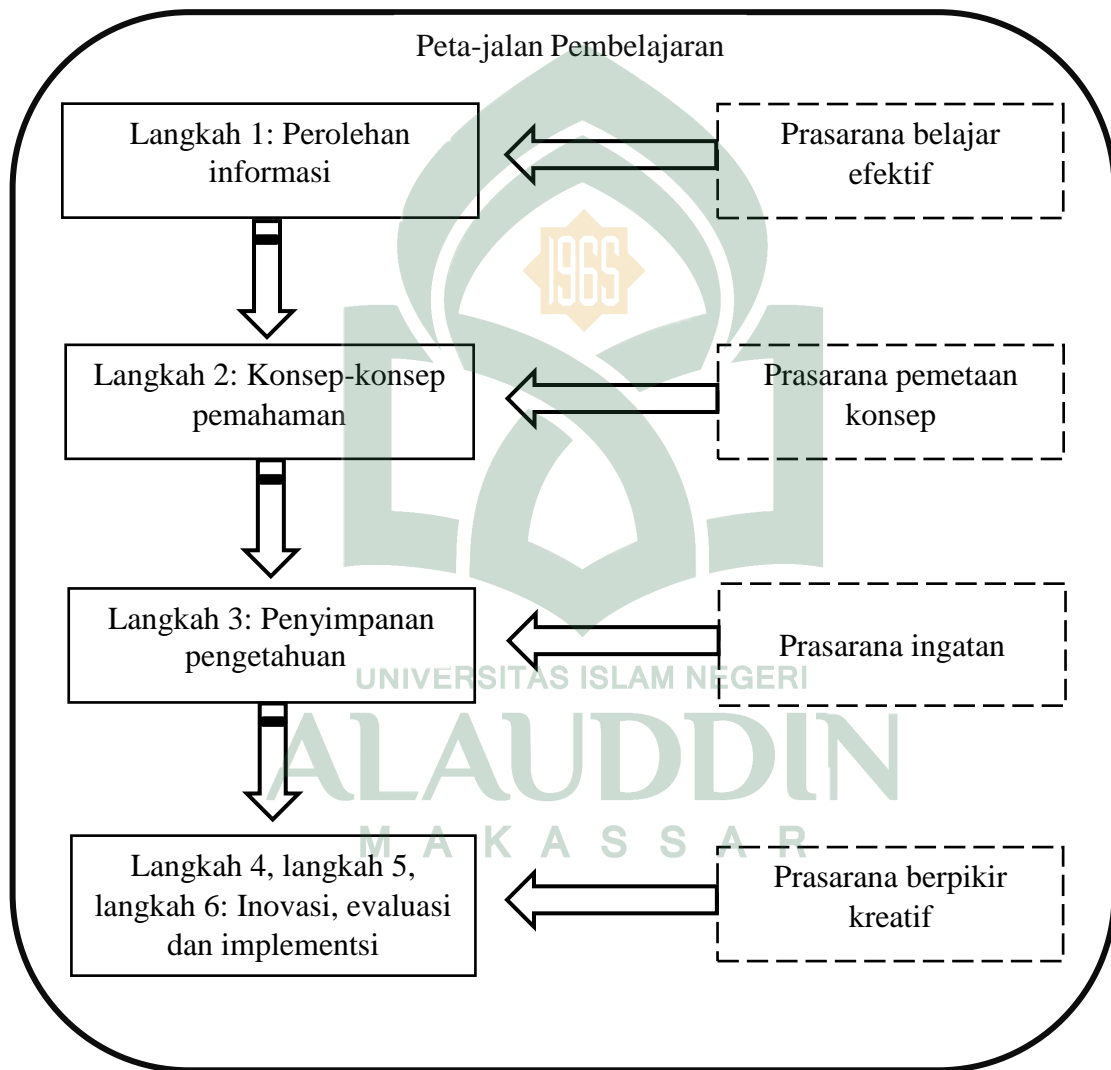 Peta-jalan Pembelajaran
Langkah 1: Perolehan
informasi
Prasarana belajar
efektif
1965
Langkah 2: Konsep-konsep
pemahaman
Prasarana pemetaan
konsep
Langkah 3: Penyimpanan
pengetahuan
Prasarana ingatan
UNIVERSITAS ISLAM NEGERI
ALAUDDIN
MAKASSAR
Langkah 4, langkah 5,
langkah 6: Inovasi, evaluasi
dan implementsi
Prasarana berpikir
kreatif